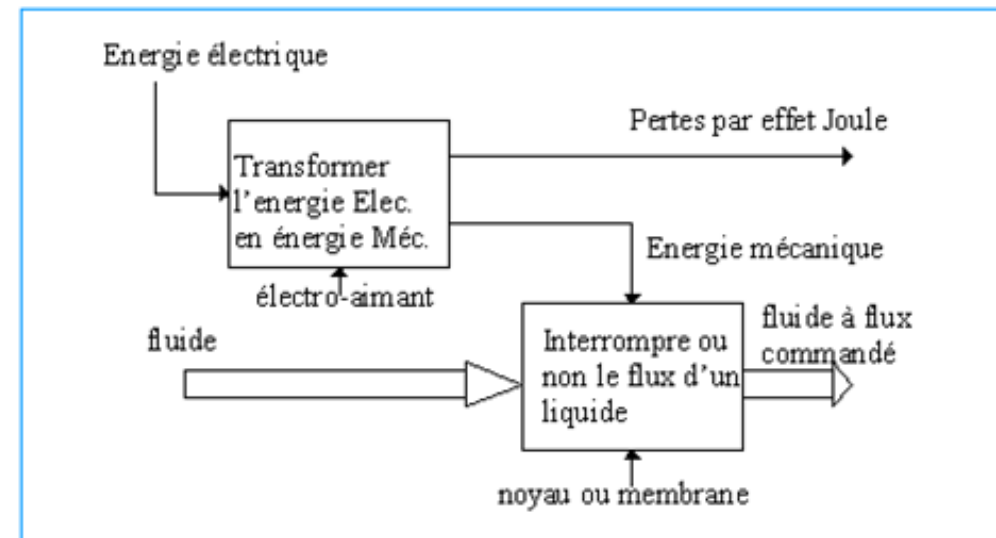 Energie électrique
Pertes par effet Joule
Transformer
l'energie Elec.
en énergie Méc.
Energie mécanique
électro-aimant
fluide à flux
commandé
fluide
Interrompre ou
non le flux d'un
liquide
noyau ou membrane